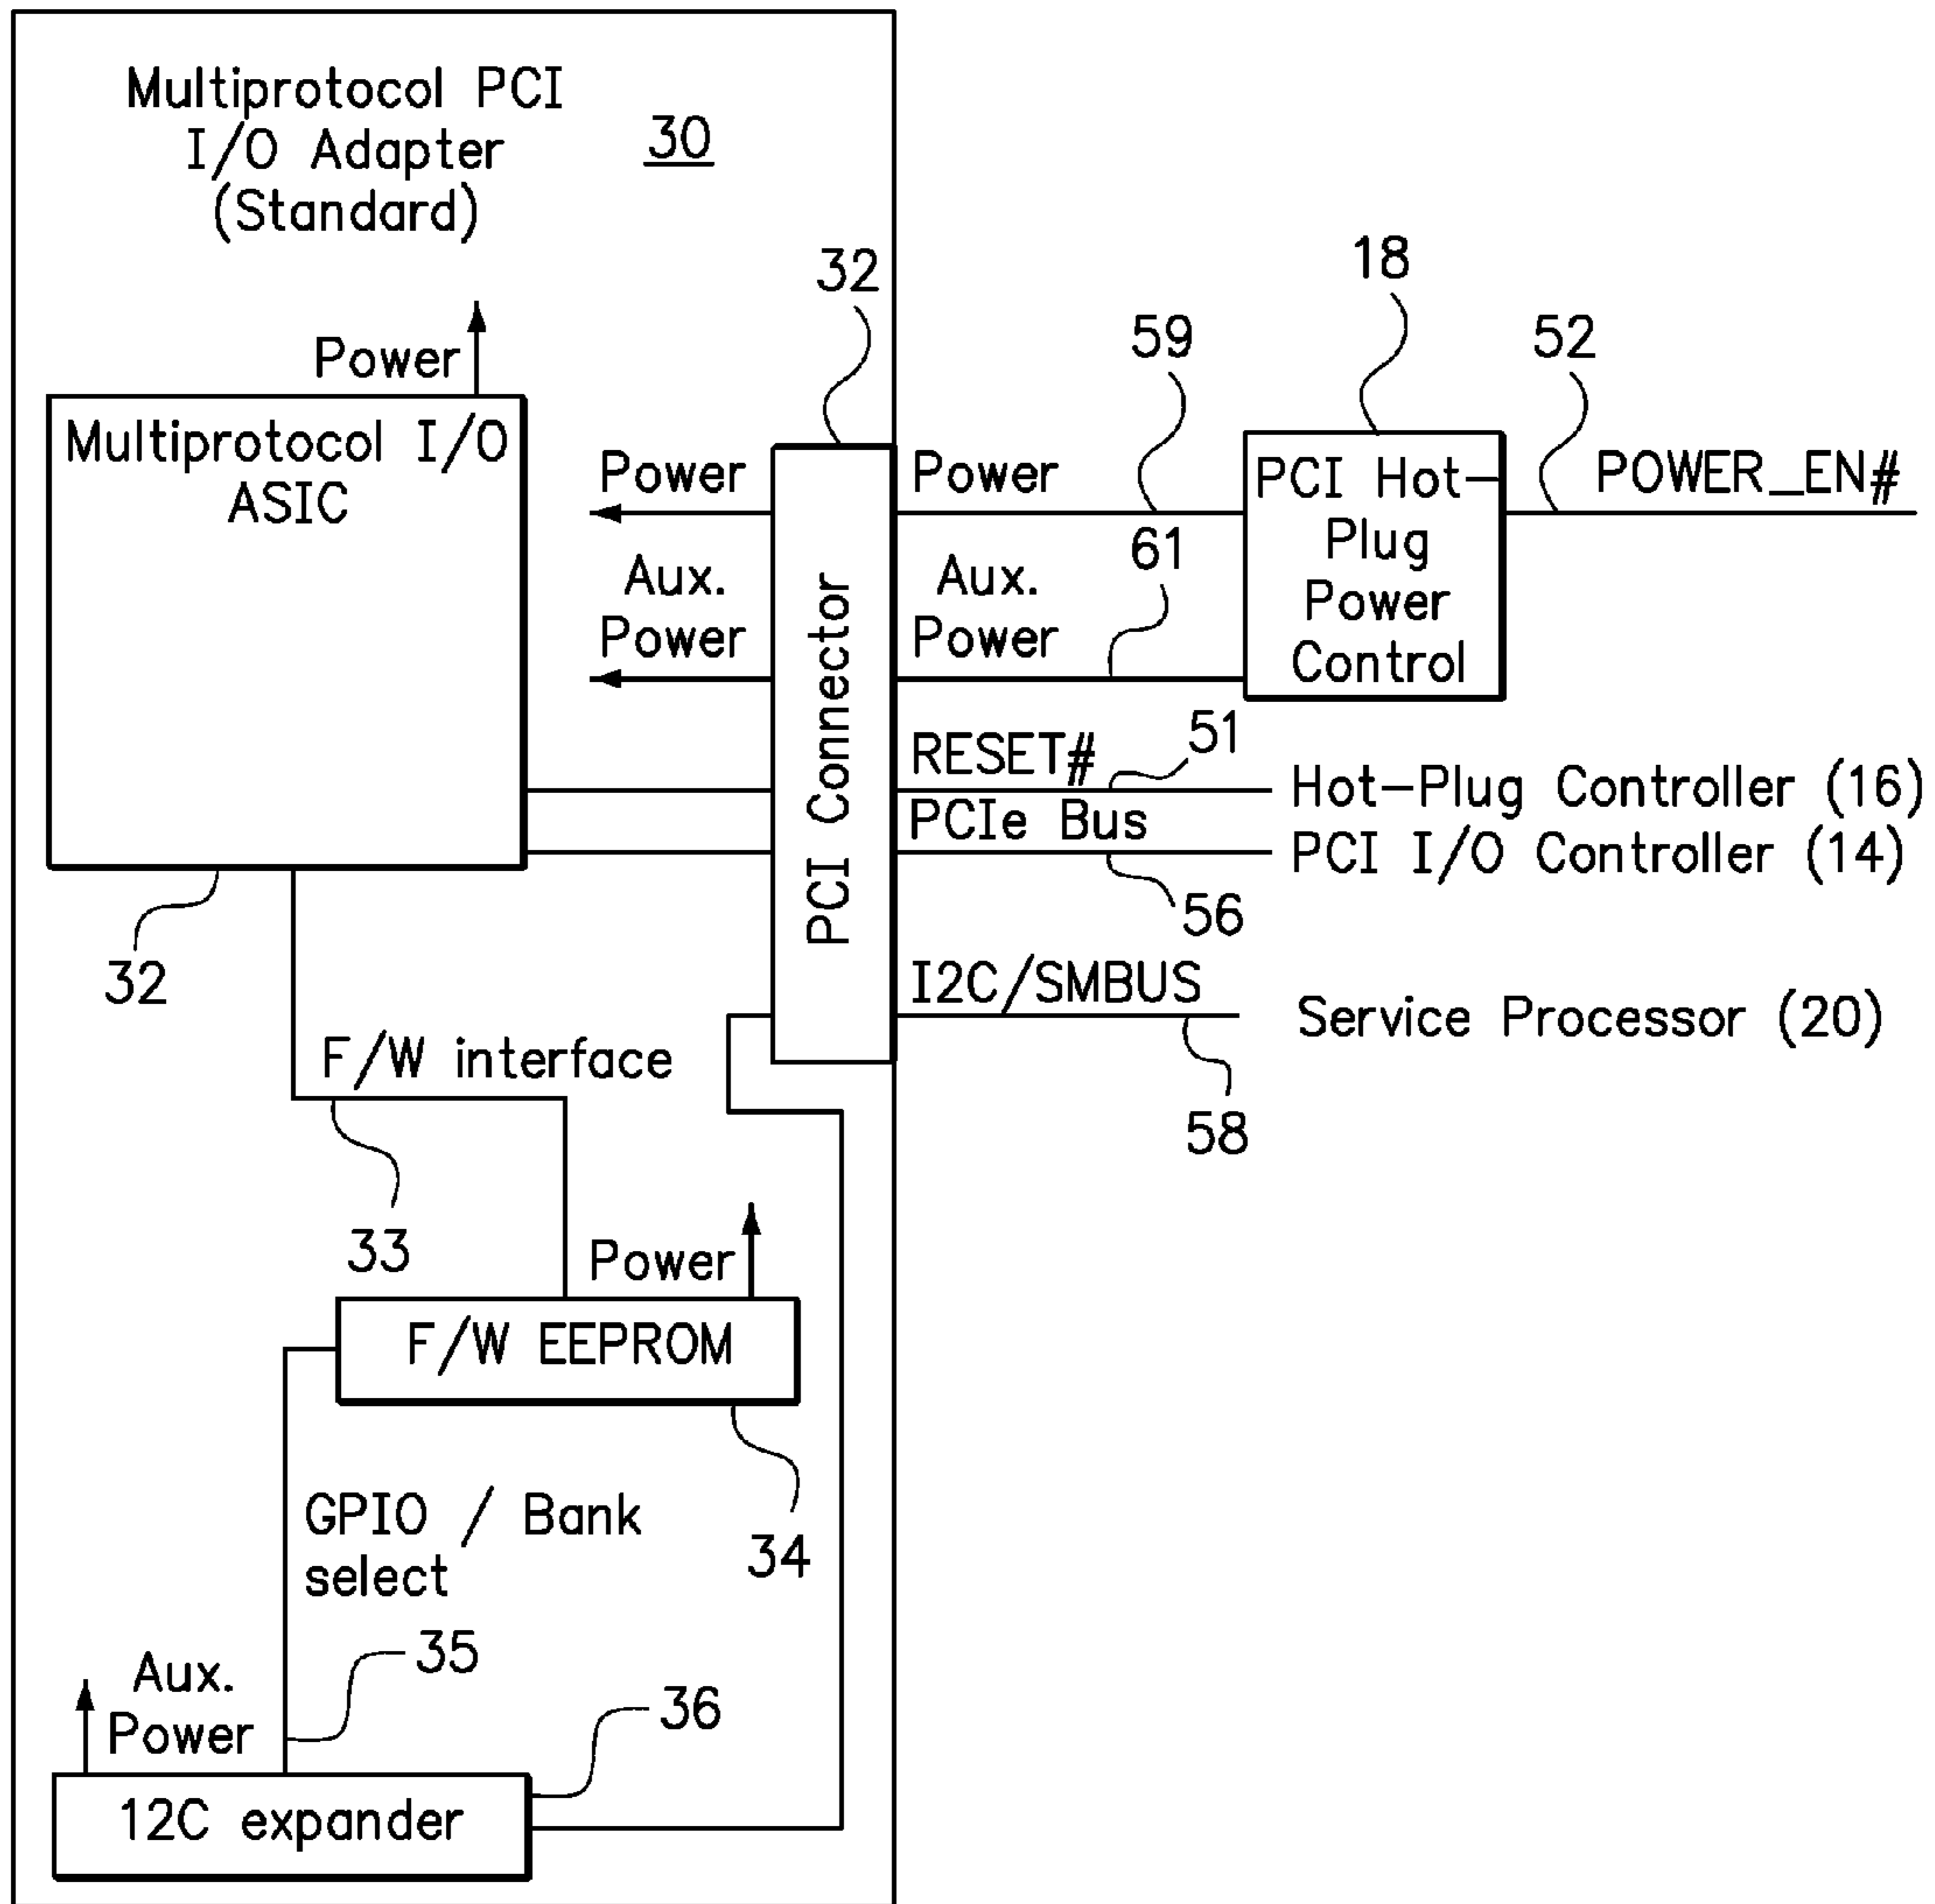 Multiprotocol PCI
I/O Adapter
(Standard)
30
32
18
59
52
Power
Multiprotocol I/O
ASIC
Power
Power
PCI Hot-
Plug
Power
Control
POWER_EN#
61
Aux.
Power
Aux.
Power
PCI Connector
RESET#
51
Hot-Plug Controller (16)
PCIe Bus
PCI I/O Controller (14)
56
32
I2C/SMBUS
Service Processor (20)
58
F/W interface
33
Power
F/W EEPROM
34
GPIO / Bank
select
35
Aux.
Power
36
12C expander